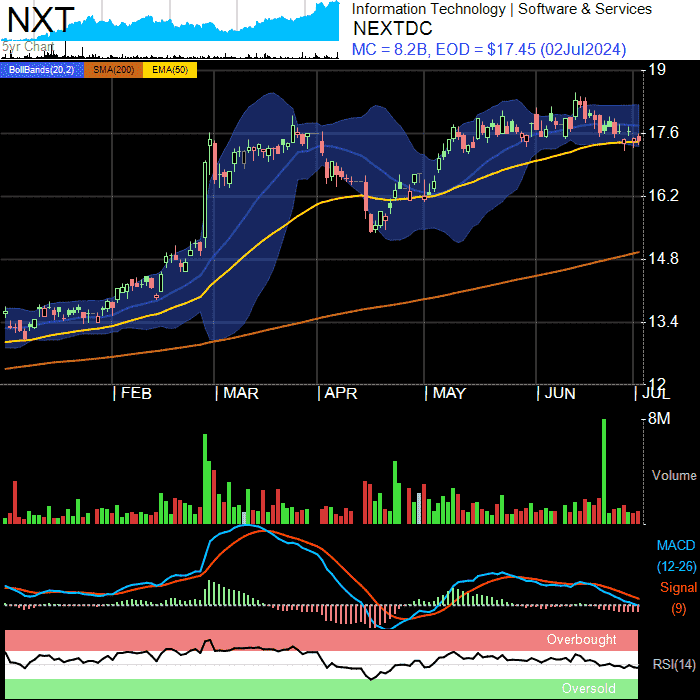 NXT
5yr Chart
Information Technology | Software & Services
NEXTDC
MC = 8.2B, EOD = $17.45 (02Jul2024)
BollBands(20,2) SMA(200) EMA(50)
19
17.6
16.2
14.8
13.4
12
FEB MAR APR MAY JUN JUL
8M
Volume
MACD
(12-26)
Signal
(9)
Overbought
RSI(14)
Oversold